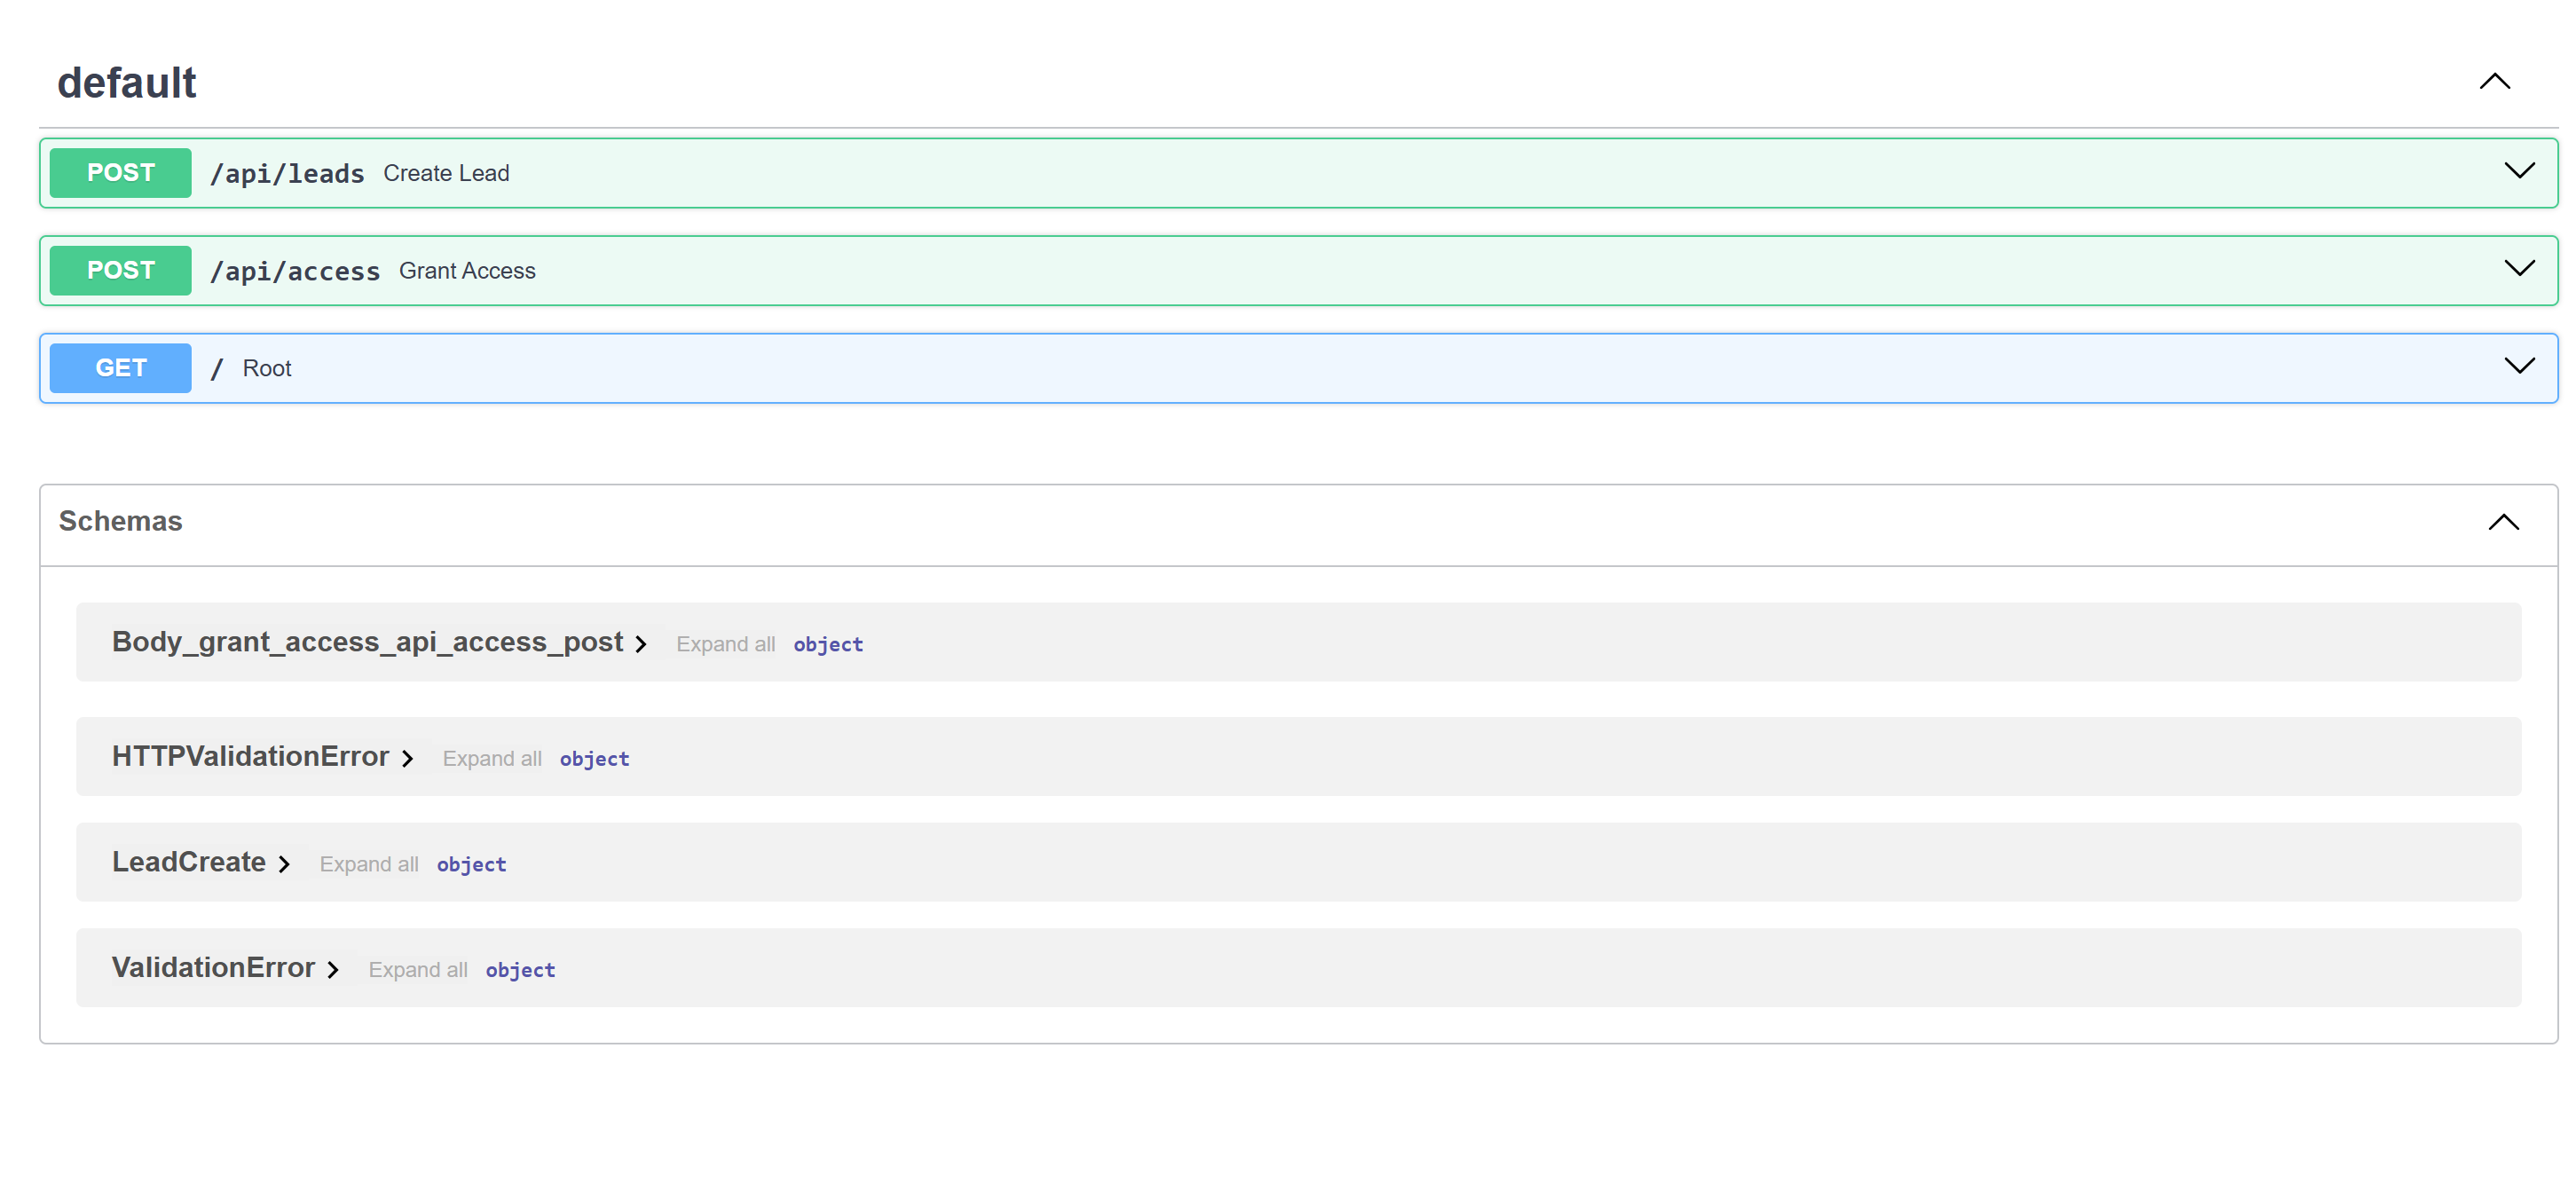 default
POST /api/leads Create Lead
POST /api/access Grant Access
GET / Root
Schemas
Body_grant_access_api_access_post Expand all object
HTTPValidationError Expand all object
LeadCreate Expand all object
ValidationError Expand all object